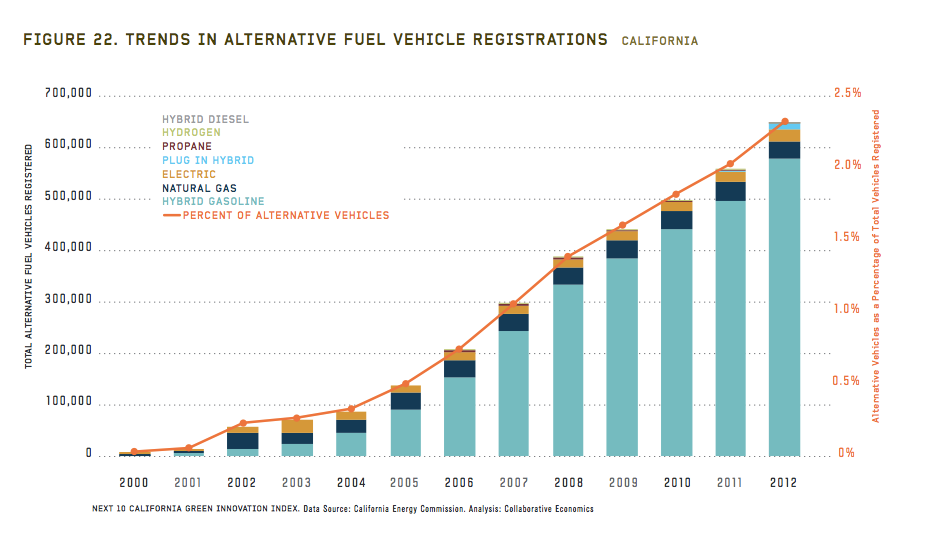 FIGURE 22. TRENDS IN ALTERNATIVE FUEL VEHICLE REGISTRATIONS CALIFORNIA
TOTAL ALTERNATIVE FUEL VEHICLES REGISTERED
700,000
600,000
500,000
400,000
300,000
200,000
100,000
0
HYBRID DIESEL
HYDROGEN
PROPANE
PLUG IN HYBRID
ELECTRIC
NATURAL GAS
HYBRID GASOLINE
PERCENT OF ALTERNATIVE VEHICLES
2.5%
2.0%
1.5%
1.0%
0.5%
0%
Alternative Vehicles as a Percentage of Total Vehicles Registered
2000 2001 2002 2003 2004 2005 2006 2007 2008 2009 2010 2011 2012
NEXT 10 CALIFORNIA GREEN INNOVATION INDEX. Data Source: California Energy Commission. Analysis: Collaborative Economics